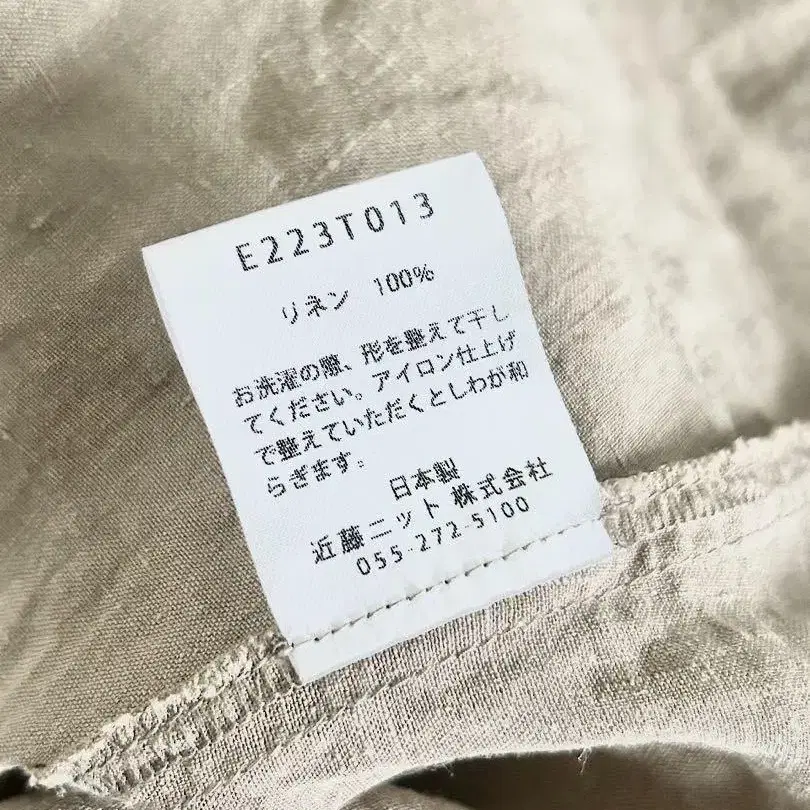 E223T013
リネン 100%
お洗濯の際、形を整えて干し
てください。アイロン仕上げ
で整えていただくとしわが和
らぎます。
日本製
近藤ニット 株式会社
055-272-5100